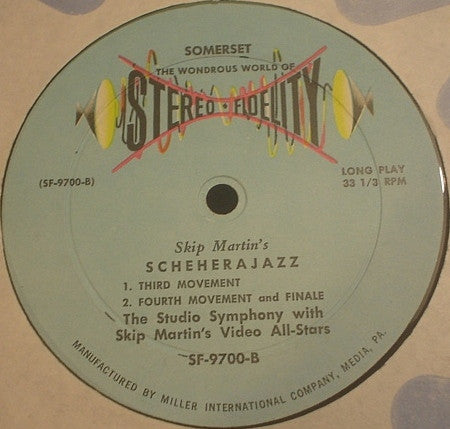 SOMERSET
THE WONDROUS WORLD OF
STEREO • FIDELITY
(SF-9700-B)
LONG PLAY
33 1/3 RPM
Skip Martin's
SCHEHERAJAZZ
1. THIRD MOVEMENT
2. FOURTH MOVEMENT and FINALE
The Studio Symphony with
Skip Martin's Video All-Stars
SF-9700-B
MANUFACTURED BY MILLER INTERNATIONAL COMPANY, MEDIA, PA.